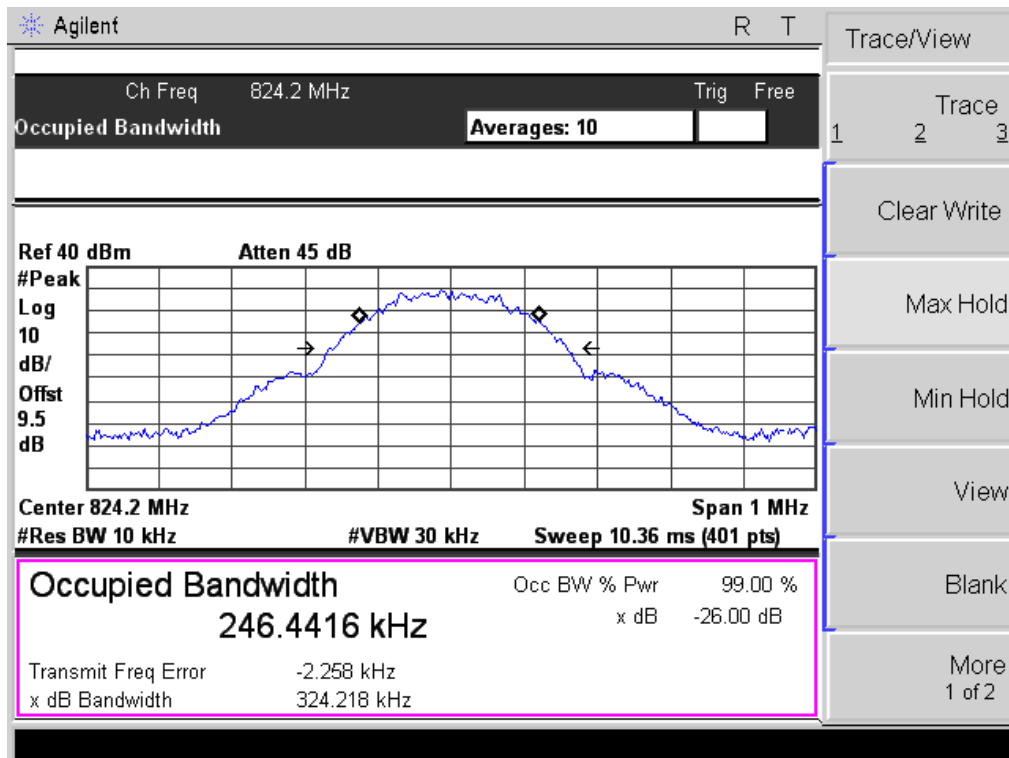 Agilent R T
Ch Freq 824.2 MHz Trig Free
Occupied Bandwidth Averages: 10
Ref 40 dBm Atten 45 dB
#Peak
Log
10
dB/
Offst
9.5
dB
Center 824.2 MHz Span 1 MHz
#Res BW 10 kHz #VBW 30 kHz Sweep 10.36 ms (401 pts)
Occupied Bandwidth
246.4416 kHz
Occ BW % Pwr 99.00 %
x dB -26.00 dB
Transmit Freq Error -2.258 kHz
x dB Bandwidth 324.218 kHz
Trace/View
Trace
1 2 3
Clear Write
Max Hold
Min Hold
View
Blank
More
1 of 2